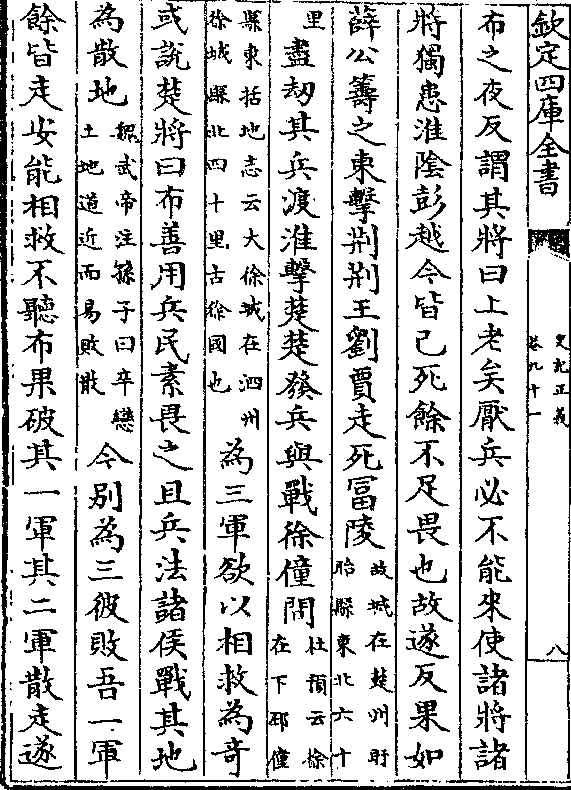 欽定四庫全書
史記正義
卷九十一
八
布之夜反謂其將曰上老矣厭兵必不能來使諸將諸
將獨患淮陰彭越今皆已死餘不足畏也故遂反果如
薛公籌之東擊荆荆王劉賈走死冨陵故城在楚州盱眙縣東北六十
里盡劫其兵渡淮擊楚楚發兵與戰徐僮間杜預云徐在下邳僮
縣東括地志云大徐城在泗州徐城縣北四十里古徐國也為三軍欲以相救為竒
或說楚將曰布善用兵民素畏之且兵法諸侯戰其地
為散地魏武帝注孫子曰卒戀土地道近而易敗散今別為三彼敗吾一軍
餘皆走安能相救不聽布果破其一軍其二軍散走遂